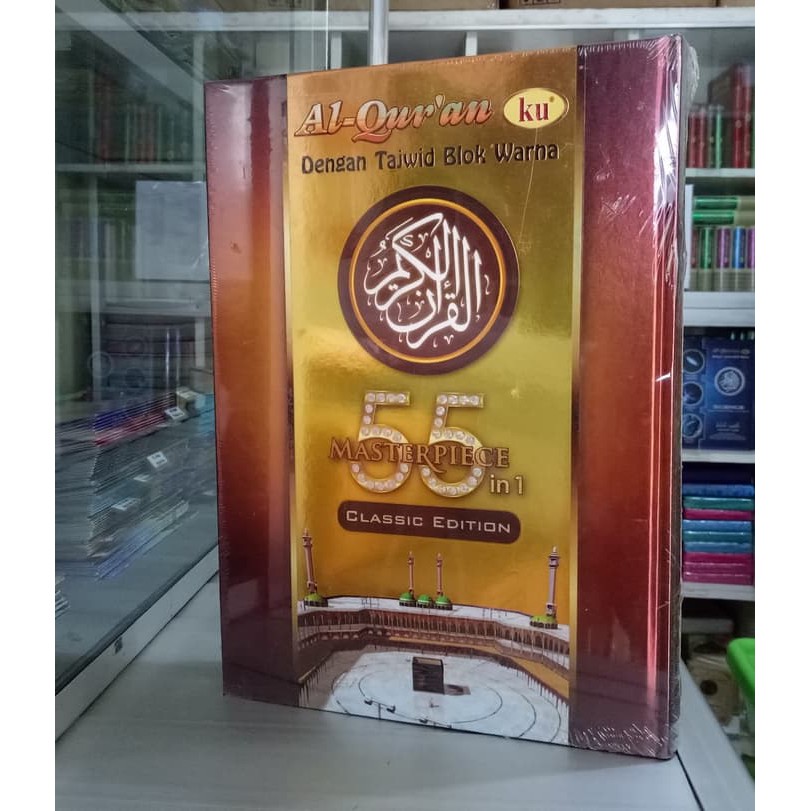 Al-Qur'an ku®
Dengan Tajwid Blok Warna
القرآن الكريم
55
MASTERPIECE
in 1
CLASSIC EDITION